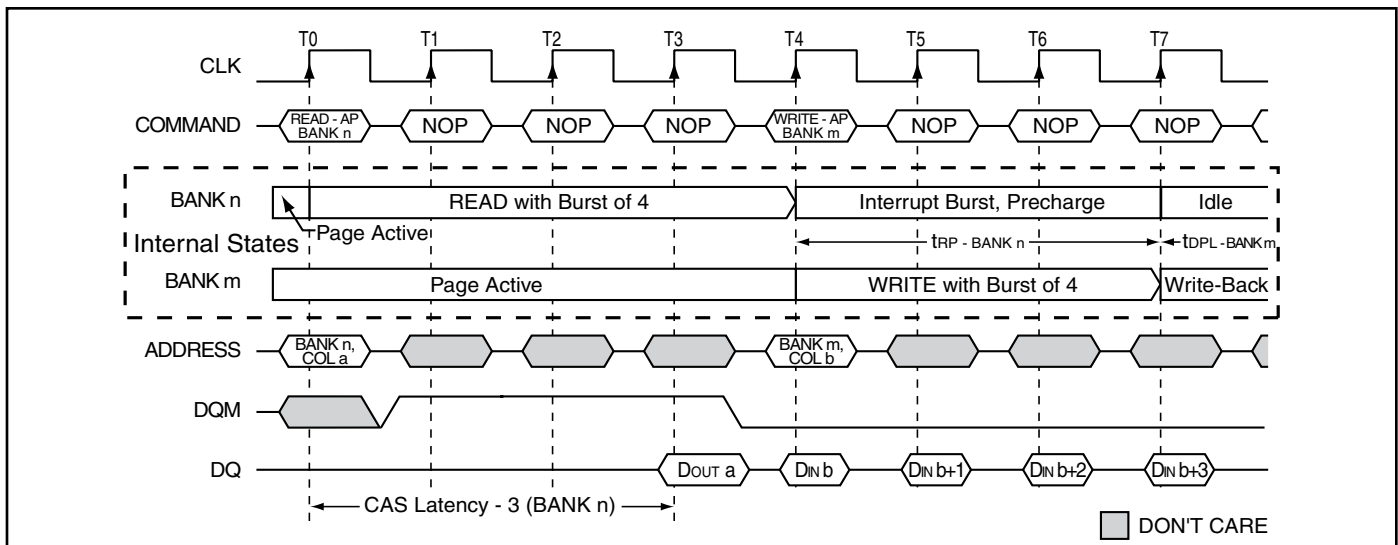 T0 T1 T2 T3 T4 T5 T6 T7
CLK
COMMAND READ - AP NOP NOP NOP WRITE - AP NOP NOP NOP
BANK n BANK m
BANK n READ with Burst of 4 Interrupt Burst, Precharge Idle
Internal States Page Active tRP - BANK n tDPL - BANK m
BANK m Page Active WRITE with Burst of 4 Write-Back
ADDRESS BANK n, BANK m,
COL a COL b
DQM
DQ DOUT a DIN b DIN b+1 DIN b+2 DIN b+3
CAS Latency - 3 (BANK n)
DON'T CARE